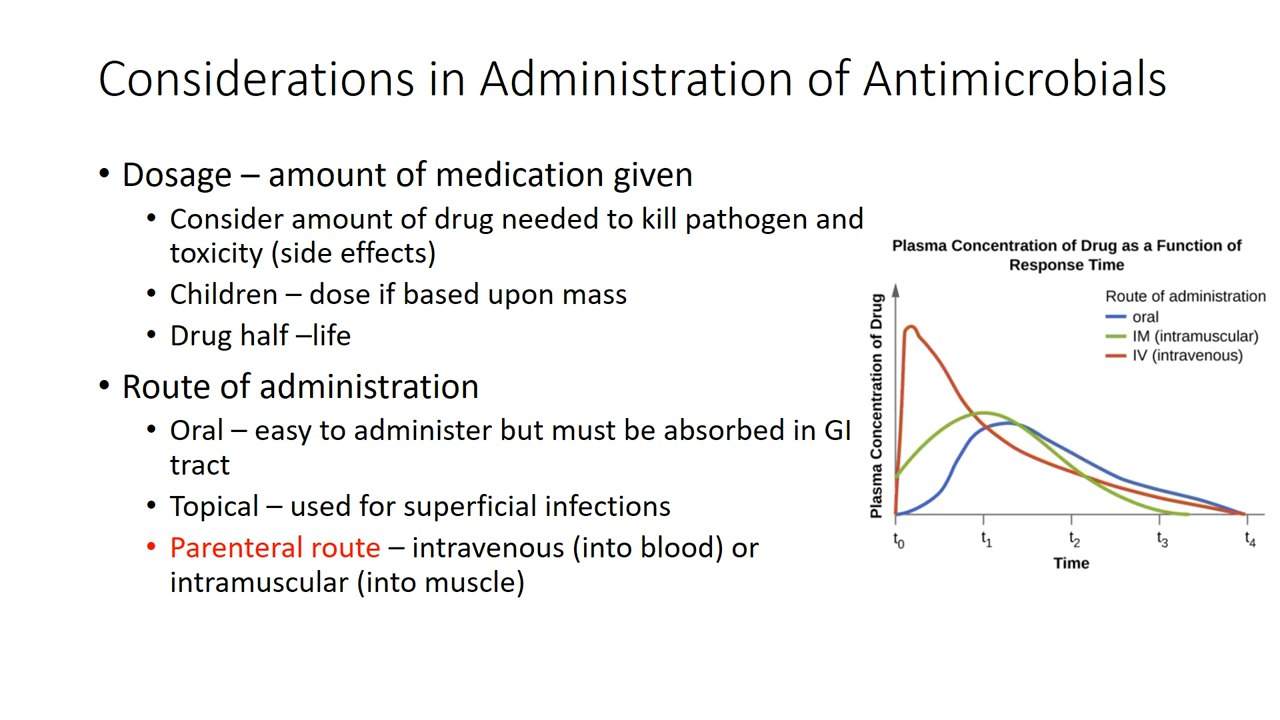 Considerations in Administration of Antimicrobials
• Dosage – amount of medication given
• Consider amount of drug needed to kill pathogen and
toxicity (side effects)
• Children – dose if based upon mass
• Drug half –life
• Route of administration
• Oral – easy to administer but must be absorbed in GI
tract
• Topical – used for superficial infections
• Parenteral route – intravenous (into blood) or
intramuscular (into muscle)
Plasma Concentration of Drug as a Function of
Response Time
Plasma Concentration of Drug
Route of administration
oral
IM (intramuscular)
IV (intravenous)
t0 t1 t2 t3 t4
Time